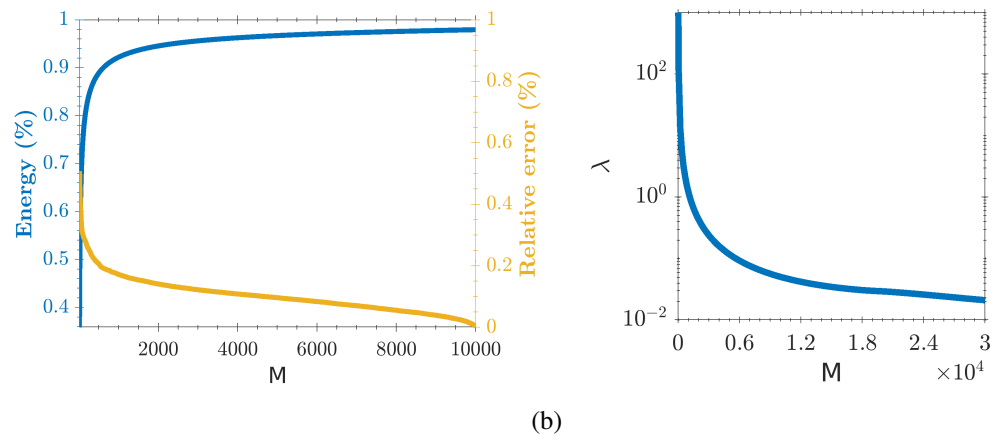 Energy (%)
1
0.9
0.8
0.7
0.6
0.5
0.4
2000 4000 6000 8000 10000
M
1
0.8
0.6
0.4
0.2
0
Relative error (%)
λ
10^2
10^0
10^−2
0 0.6 1.2 1.8 2.4 3
M ×10^4
(b)